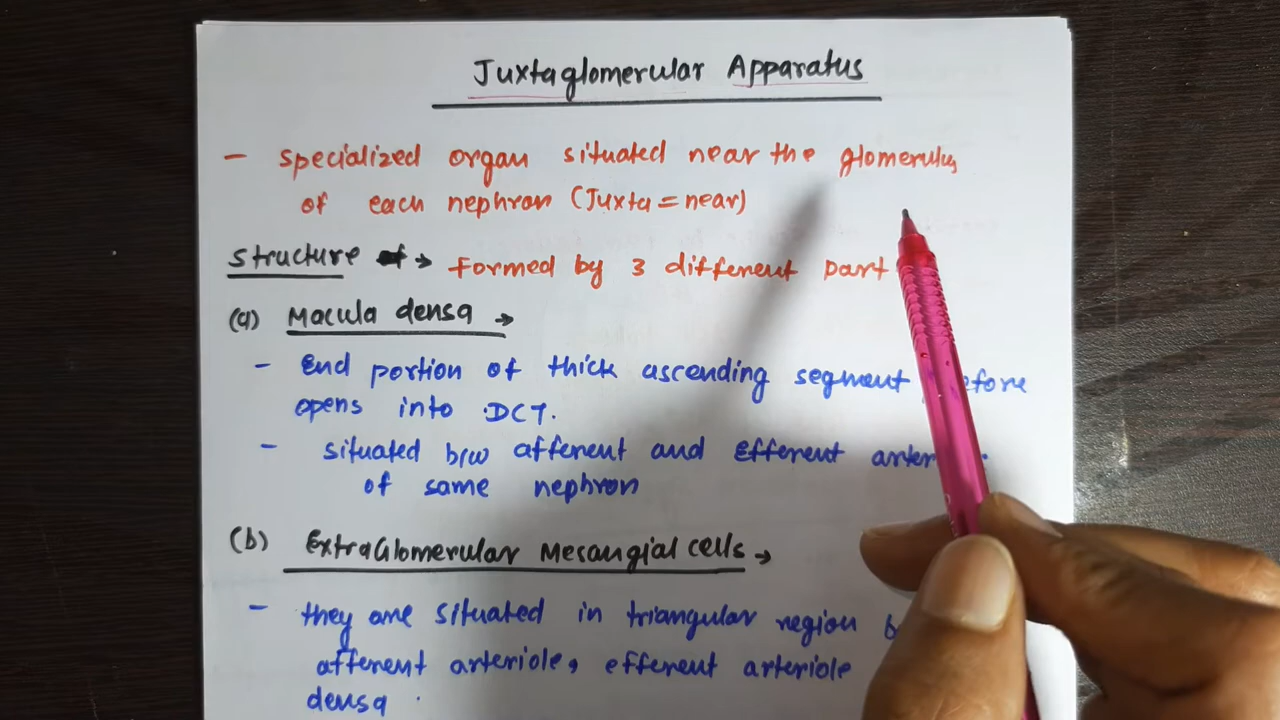 Juxtaglomerular Apparatus
- specialized organ situated near the glomerulus
of each nephron (Juxta = near)
structure → formed by 3 different part
(a) Macula densa →
- End portion of thick ascending segment
opens into DCT.
- situated b/w afferent and Efferent
of same nephron
(b) ExtraGlomerular Mesangial cells →
- they are situated in triangular region
afferent arteriole, efferent arteriole
densa.